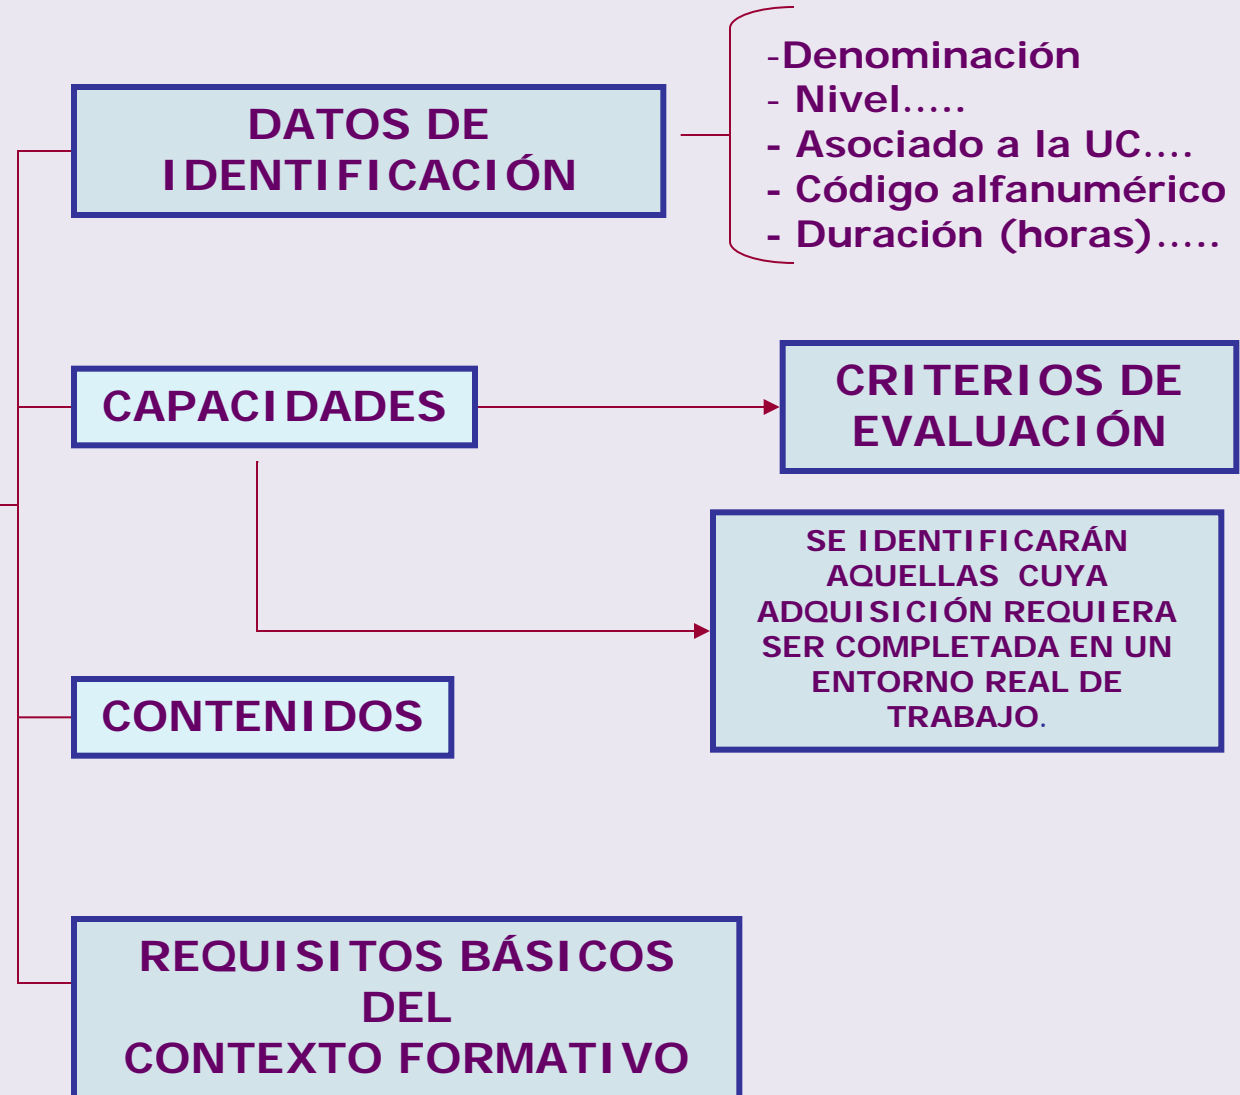 DATOS DE
IDENTIFICACIÓN
-Denominación
- Nivel.....
- Asociado a la UC....
- Código alfanumérico
- Duración (horas).....
CAPACIDADES
CRITERIOS DE
EVALUACIÓN
SE IDENTIFICARÁN
AQUELLAS CUYA
ADQUISICIÓN REQUIERA
SER COMPLETADA EN UN
ENTORNO REAL DE
TRABAJO.
CONTENIDOS
REQUISITOS BÁSICOS
DEL
CONTEXTO FORMATIVO